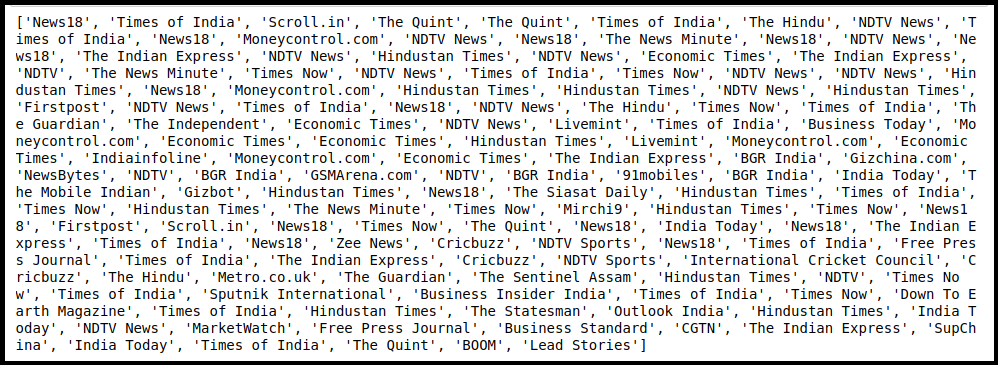 ['News18', 'Times of India', 'Scroll.in', 'The Quint', 'The Quint', 'Times of India', 'The Hindu', 'NDTV News', 'T
imes of India', 'News18', 'Moneycontrol.com', 'NDTV News', 'News18', 'The News Minute', 'News18', 'NDTV News', 'Ne
ws18', 'The Indian Express', 'NDTV News', 'Hindustan Times', 'NDTV News', 'Economic Times', 'The Indian Express',
'NDTV', 'The News Minute', 'Times Now', 'NDTV News', 'Times of India', 'Times Now', 'NDTV News', 'NDTV News', 'Hin
dustan Times', 'News18', 'Moneycontrol.com', 'Hindustan Times', 'Hindustan Times', 'NDTV News', 'Hindustan Times',
'Firstpost', 'NDTV News', 'Times of India', 'News18', 'NDTV News', 'The Hindu', 'Times Now', 'Times of India', 'Th
e Guardian', 'The Independent', 'Economic Times', 'NDTV News', 'Livemint', 'Times of India', 'Business Today', 'Mo
neycontrol.com', 'Economic Times', 'Economic Times', 'Hindustan Times', 'Livemint', 'Moneycontrol.com', 'Economic
Times', 'Indiainfoline', 'Moneycontrol.com', 'Economic Times', 'The Indian Express', 'BGR India', 'Gizchina.com',
'NewsBytes', 'NDTV', 'BGR India', 'GSMArena.com', 'NDTV', 'BGR India', '91mobiles', 'BGR India', 'India Today', 'T
he Mobile Indian', 'Gizbot', 'Hindustan Times', 'News18', 'The Siasat Daily', 'Hindustan Times', 'Times of India',
'Times Now', 'Hindustan Times', 'The News Minute', 'Times Now', 'Mirchi9', 'Hindustan Times', 'Times Now', 'News1
8', 'Firstpost', 'Scroll.in', 'News18', 'Times Now', 'The Quint', 'News18', 'India Today', 'News18', 'The Indian E
xpress', 'Times of India', 'News18', 'Zee News', 'Cricbuzz', 'NDTV Sports', 'News18', 'Times of India', 'Free Pres
s Journal', 'Times of India', 'The Indian Express', 'Cricbuzz', 'NDTV Sports', 'International Cricket Council', 'C
ricbuzz', 'The Hindu', 'Metro.co.uk', 'The Guardian', 'The Sentinel Assam', 'Hindustan Times', 'NDTV', 'Times No
w', 'Times of India', 'Sputnik International', 'Business Insider India', 'Times of India', 'Times Now', 'Down To E
arth Magazine', 'Times of India', 'Hindustan Times', 'The Statesman', 'Outlook India', 'Hindustan Times', 'India T
oday', 'NDTV News', 'MarketWatch', 'Free Press Journal', 'Business Standard', 'CGTN', 'The Indian Express', 'SupCh
ina', 'India Today', 'Times of India', 'The Quint', 'BOOM', 'Lead Stories']